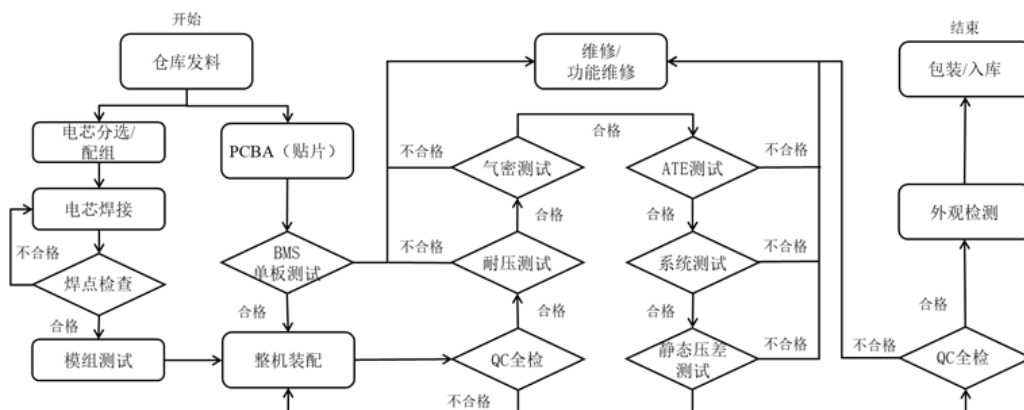 开始
仓库发料
电芯分选/
配组
PCBA（贴片）
电芯焊接
不合格
焊点检查
合格
模组测试
BMS
单板测试
合格
整机装配
维修/
功能维修
不合格
气密测试
合格
不合格
耐压测试
合格
QC全检
合格
不合格
ATE测试
不合格
合格
系统测试
不合格
合格
静态压差
测试
不合格
结束
包装/入库
外观检测
合格
不合格
QC全检